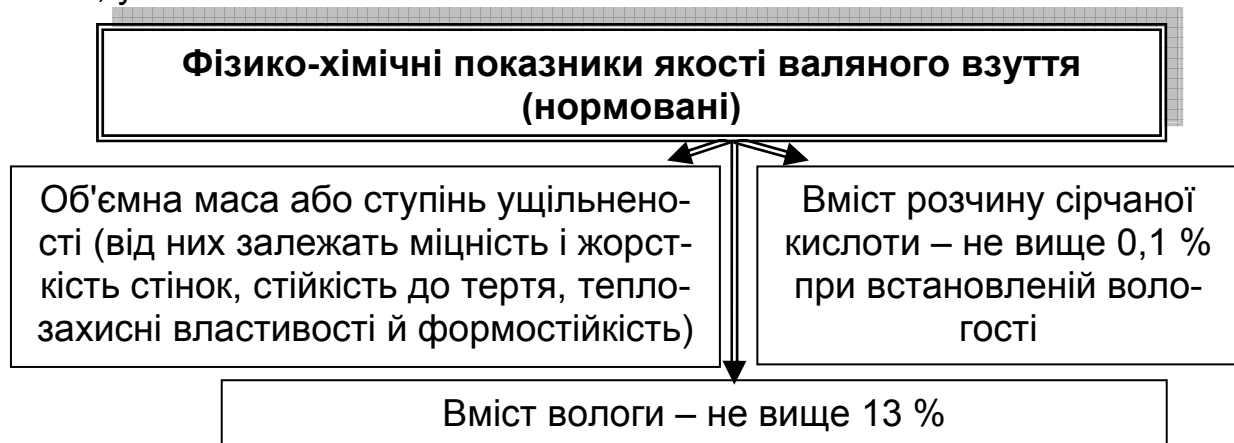 Фізико-хімічні показники якості валяного взуття
(нормовані)
Об'ємна маса або ступінь ущільнено-
сті (від них залежать міцність і жорст-
кість стінок, стійкість до тертя, тепло-
захисні властивості й формостійкість)
Вміст розчину сірчаної
кислоти – не вище 0,1 %
при встановленій воло-
гості
Вміст вологи – не вище 13 %